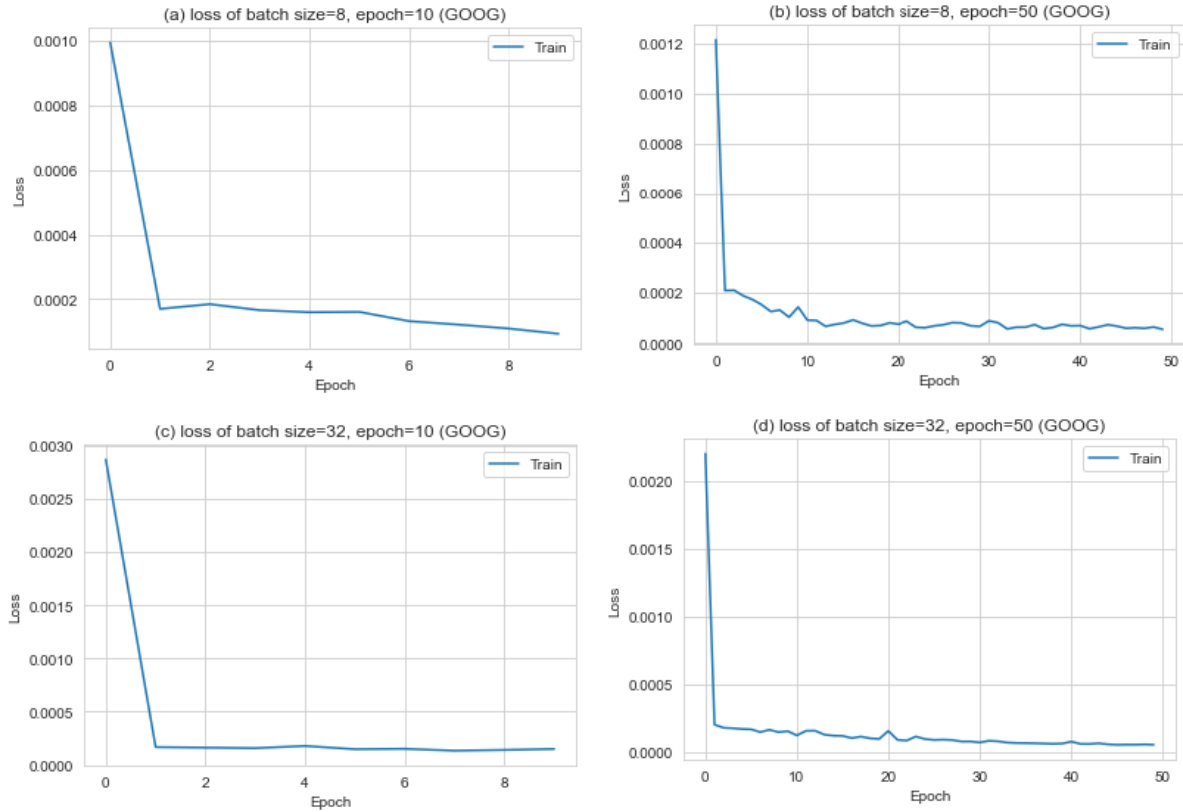 (a) loss of batch size=8, epoch=10 (GOOG)
Train
0.0010
0.0008
0.0006
0.0004
0.0002
Loss
0 2 4 6 8
Epoch
(b) loss of batch size=8, epoch=50 (GOOG)
Train
0.0012
0.0010
0.0008
0.0006
0.0004
0.0002
0.0000
Loss
0 10 20 30 40 50
Epoch
(c) loss of batch size=32, epoch=10 (GOOG)
Train
0.0030
0.0025
0.0020
0.0015
0.0010
0.0005
0.0000
Loss
0 2 4 6 8
Epoch
(d) loss of batch size=32, epoch=50 (GOOG)
Train
0.0020
0.0015
0.0010
0.0005
0.0000
Loss
0 10 20 30 40 50
Epoch